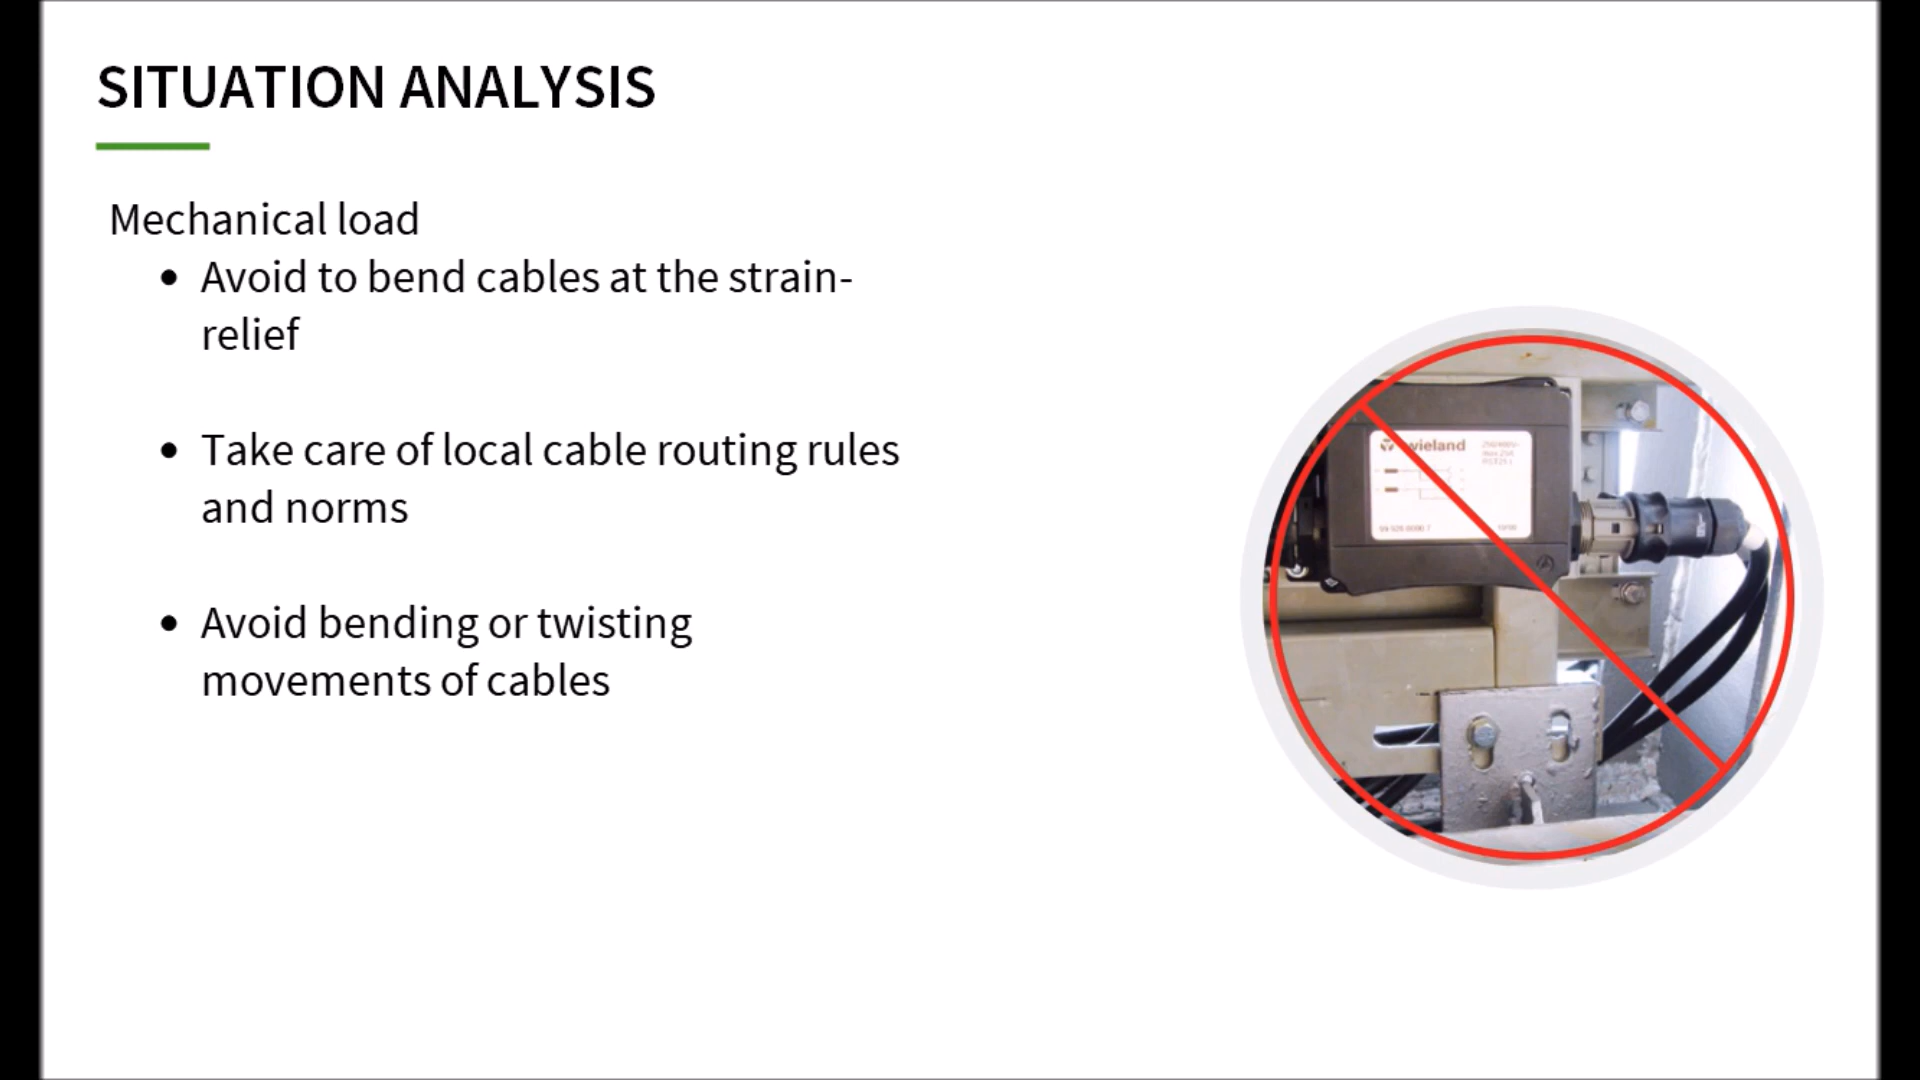 SITUATION ANALYSIS
Mechanical load
• Avoid to bend cables at the strain-
relief
• Take care of local cable routing rules
and norms
• Avoid bending or twisting
movements of cables
wieland